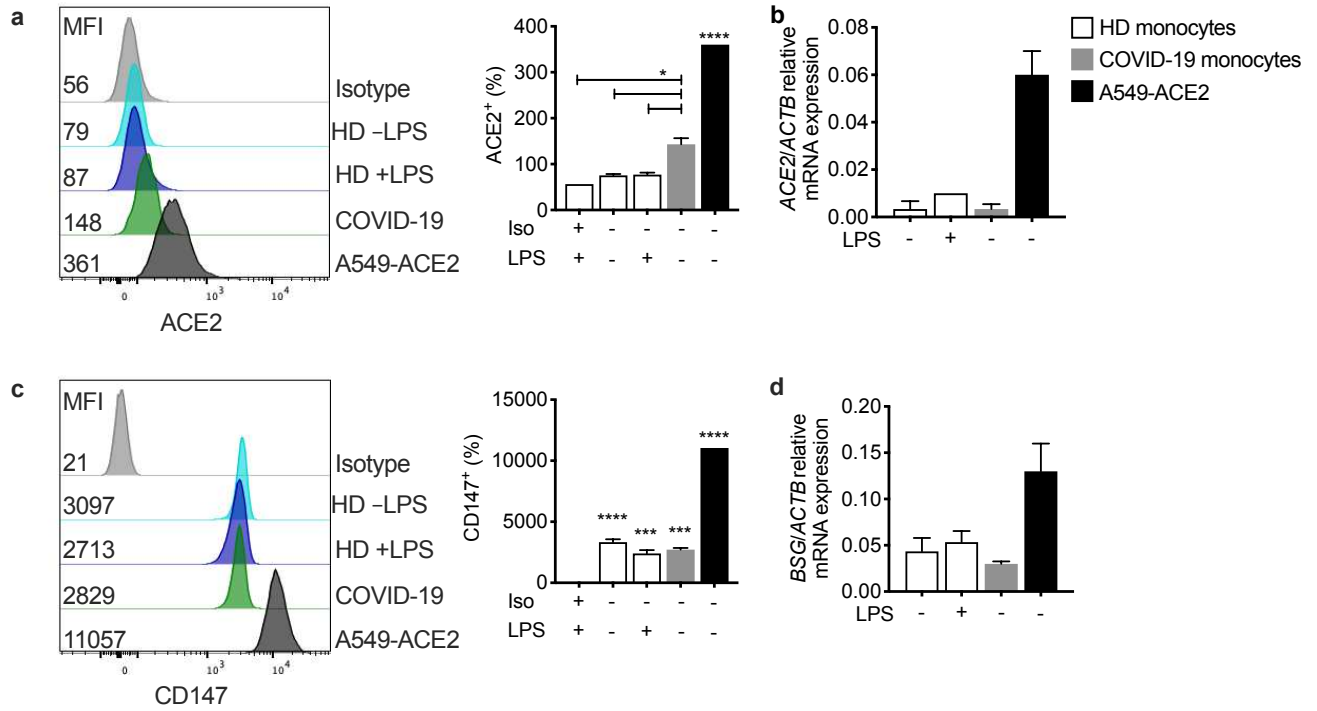 a
MFI
56
Isotype
79
HD –LPS
87
HD +LPS
148
COVID-19
361
A549-ACE2
0 10³ 10⁴
ACE2
ACE2⁺ (%)
400
300
200
100
0
*
****
Iso + - - - -
LPS + - + - -
b
ACE2/ACTB relative
mRNA expression
0.08
0.06
0.04
0.02
0.00
LPS - + - -
HD monocytes
COVID-19 monocytes
A549-ACE2
c
MFI
21
Isotype
3097
HD –LPS
2713
HD +LPS
2829
COVID-19
11057
A549-ACE2
0 10³ 10⁴
CD147
CD147⁺ (%)
15000
10000
5000
0
**** *** *** ****
Iso + - - - -
LPS + - + - -
d
BSG/ACTB relative
mRNA expression
0.20
0.15
0.10
0.05
0.00
LPS - + - -